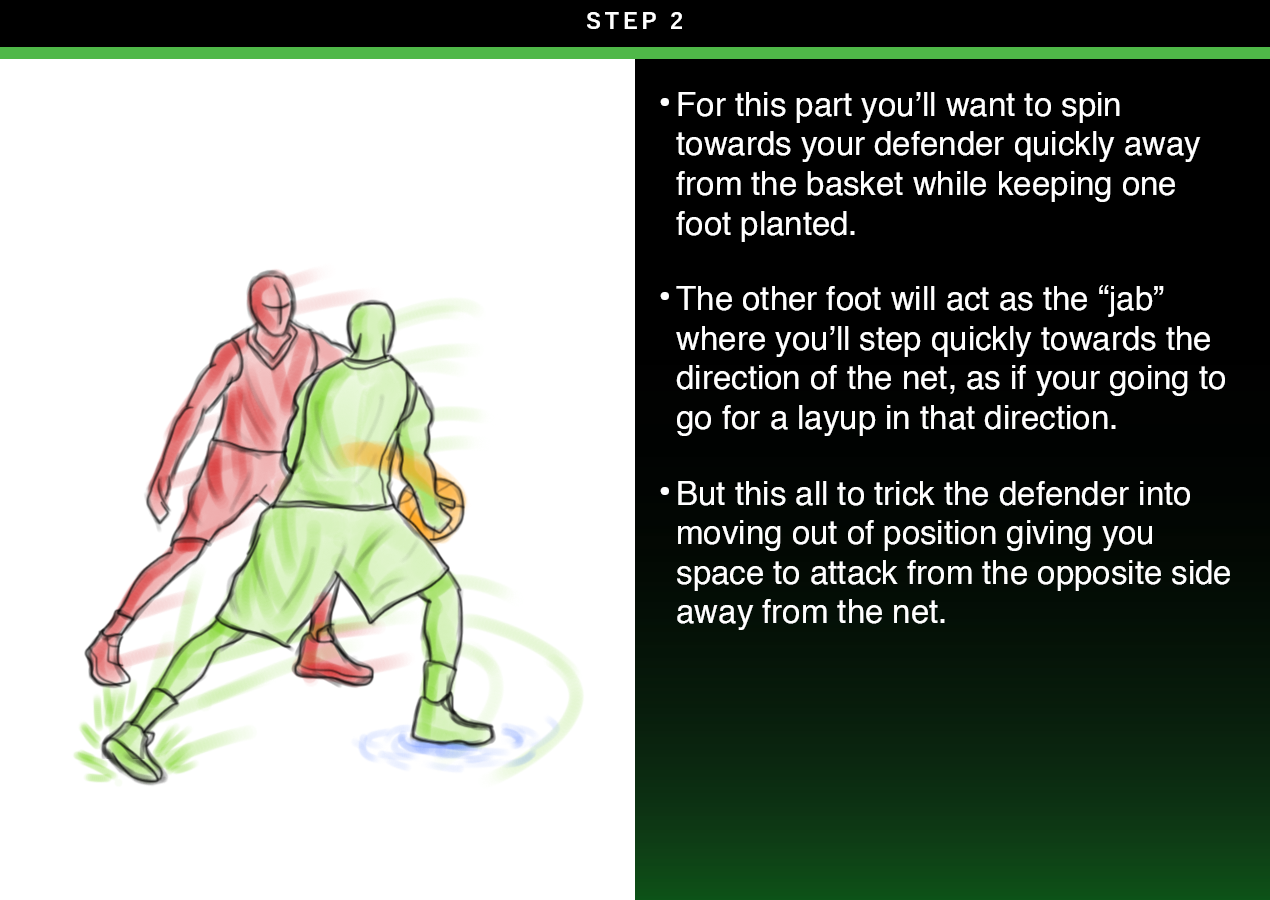 STEP 2
•For this part you’ll want to spin
towards your defender quickly away
from the basket while keeping one
foot planted.
•The other foot will act as the “jab”
where you’ll step quickly towards the
direction of the net, as if your going to
go for a layup in that direction.
•But this all to trick the defender into
moving out of position giving you
space to attack from the opposite side
away from the net.